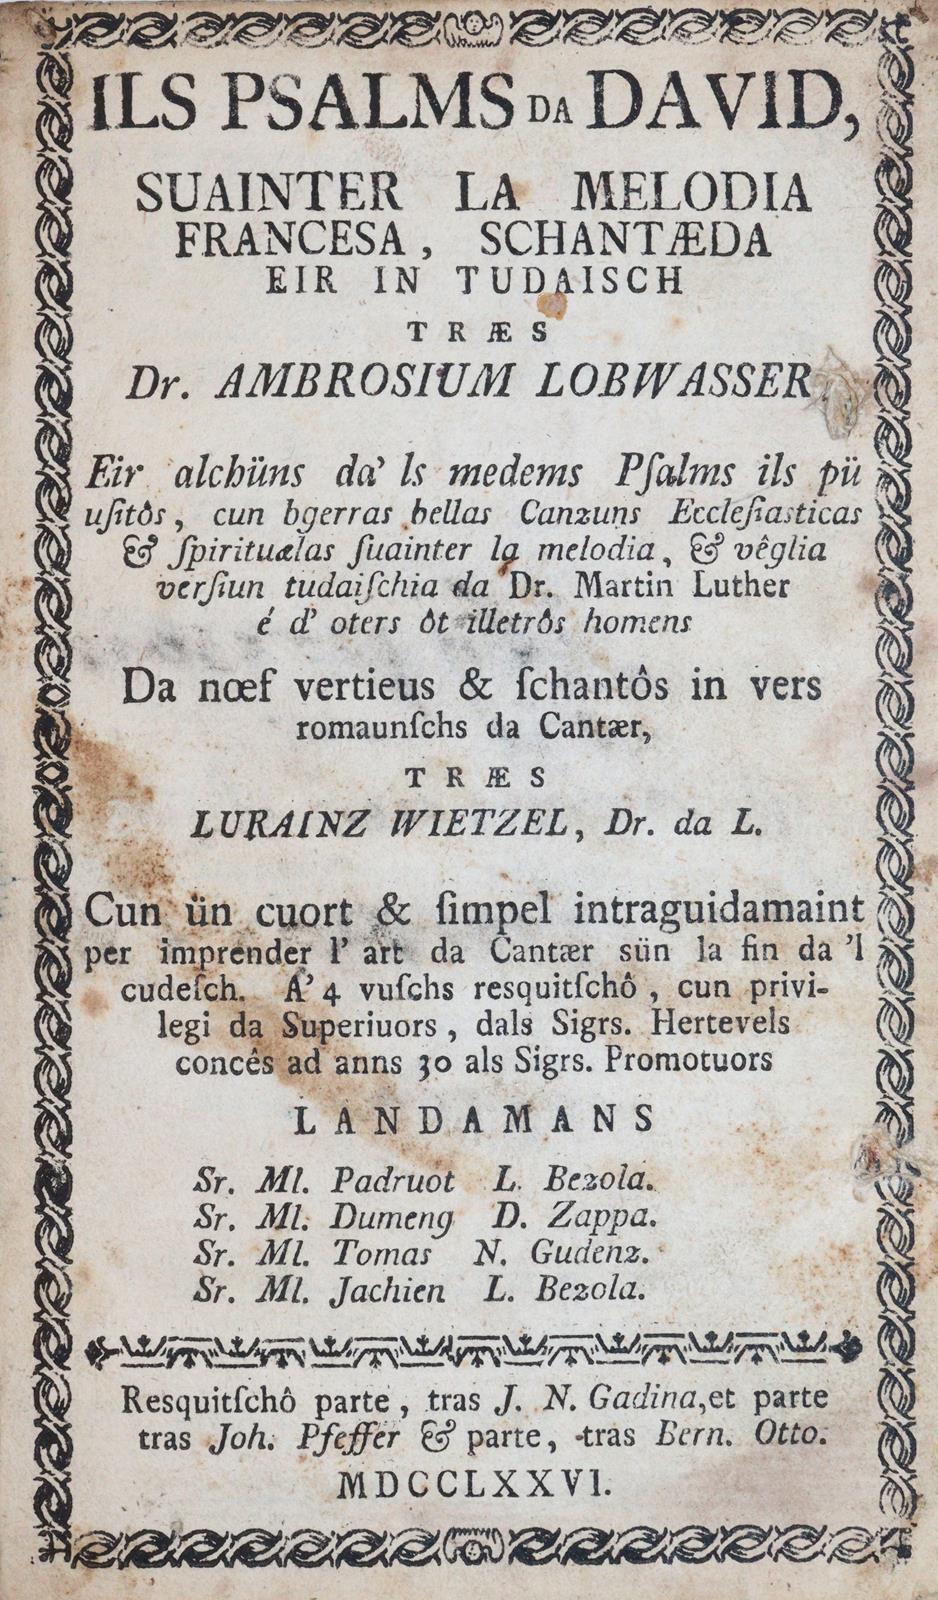 ILS PSALMS DA DAVID,
SUAINTER LA MELODIA
FRANCESA, SCHANTÆDA
EIR IN TUDAISCH
TRÆS
Dr. AMBROSIUM LOBWASSER.
Eir alchüns da' ls medems Pſalms ils pü
uſitôs, cun bgerras bellas Canzuns Eccleſiasticas
& ſpirituælas ſuainter la melodia, & vêglia
verſiun tudaiſchia da Dr. Martin Luther
é d' oters ôt illetrôs homens
Da nœf vertieus & ſchantôs in vers
romaunſchs da Cantær,
TRÆS
LURAINZ WIETZEL, Dr. da L.
Cun ün cuort & ſimpel intraguidamaint
per imprender l' art da Cantær sün la fin da 'l
cudeſch. A' 4 vuſchs resquitſchô, cun privi-
legi da Superiuors, dals Sigrs. Hertevels
concês ad anns 30 als Sigrs. Promotuors
LANDAMANS
Sr. Ml. Padruot L. Bezola.
Sr. Ml. Dumeng D. Zappa.
Sr. Ml. Tomas N. Gudenz.
Sr. Ml. Jachien L. Bezola.
Resquitſchô parte, tras J. N. Gadina, et parte
tras Joh. Pfeffer & parte, tras Bern. Otto.
MDCCLXXVI.